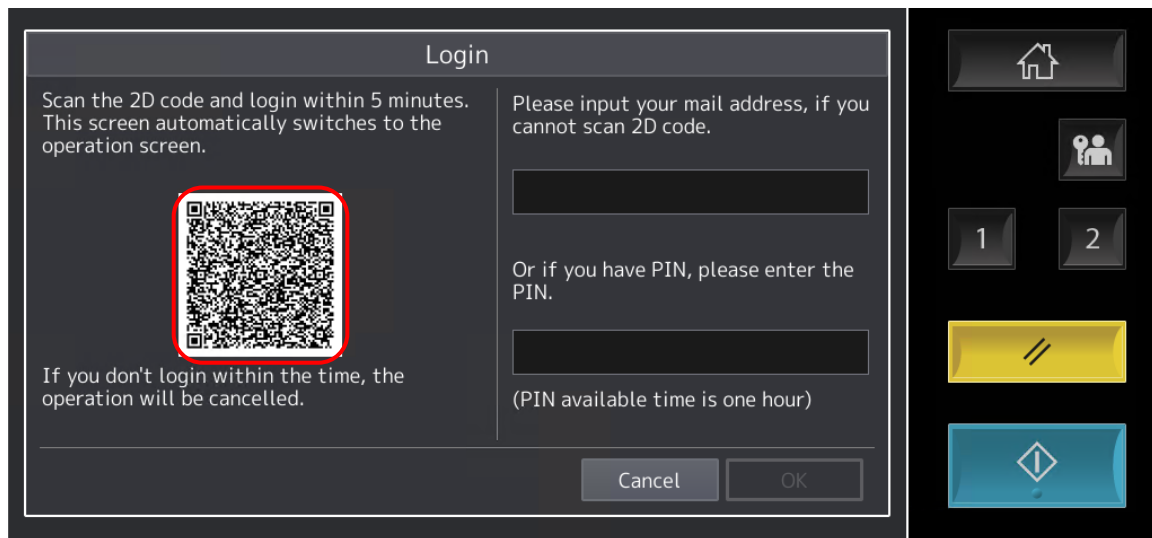 Login
Scan the 2D code and login within 5 minutes.
This screen automatically switches to the
operation screen.
If you don't login within the time, the
operation will be cancelled.
Please input your mail address, if you
cannot scan 2D code.
Or if you have PIN, please enter the
PIN.
(PIN available time is one hour)
Cancel
OK
1
2